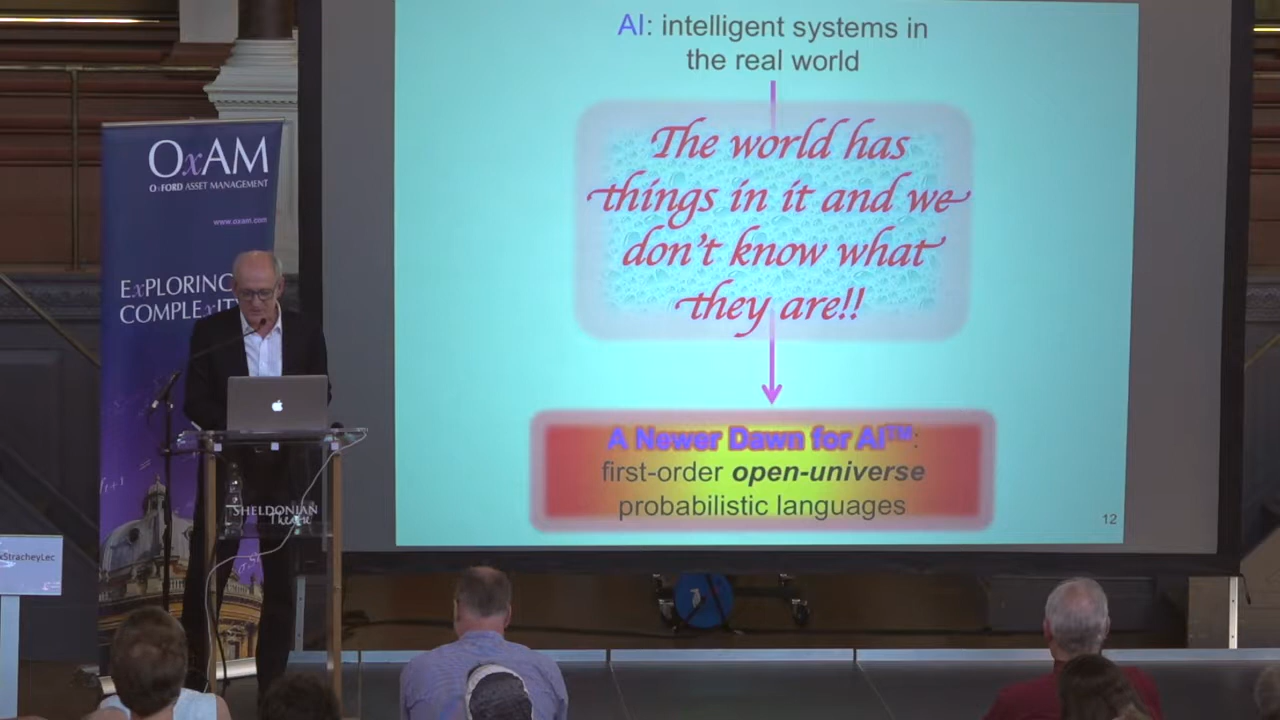 AI: intelligent systems in
the real world
The world has
things in it and we
don't know what
they are!!
A Newer Dawn for AI™:
first-order open-universe
probabilistic languages
12
OxAM
OxFORD ASSET MANAGEMENT
www.oxam.com
ExPLORING
COMPLExIT
SHELDONIAN
Theatre
xStracheyLec